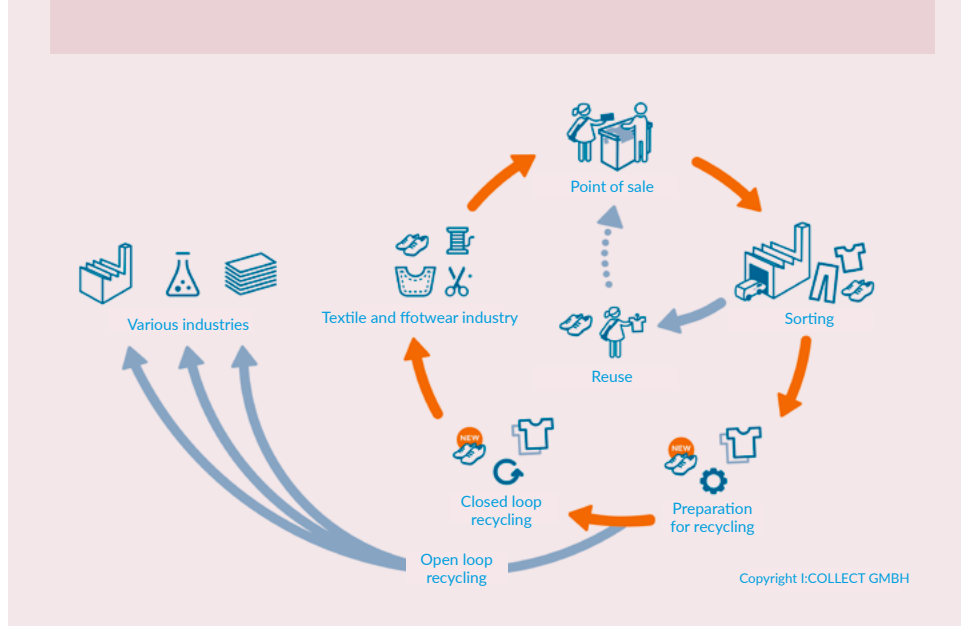 Point of sale
Various industries
Textile and ffotwear industry
Sorting
Reuse
NEW
Closed loop
recycling
NEW
Preparation
for recycling
Open loop
recycling
Copyright I:COLLECT GMBH